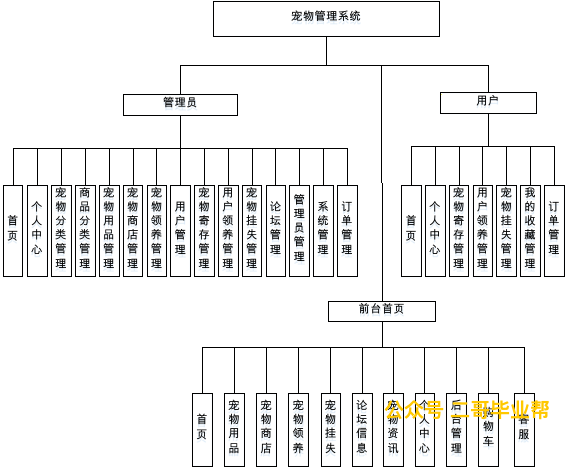 宠物管理系统
管理员
用户
首页
个人中心
宠物分类管理
商品分类管理
宠物用品管理
宠物商店管理
宠物领养管理
用户管理
宠物寄存管理
用户领养管理
宠物挂失管理
论坛管理
管理员管理
系统管理
订单管理
首页
个人中心
宠物寄存管理
用户领养管理
宠物挂失管理
我的收藏管理
订单管理
前台首页
首页
宠物用品
宠物商店
宠物领养
宠物挂失
论坛信息
宠物资讯
个人中心
后台管理
购物车
客服
公众号 二哥毕业帮